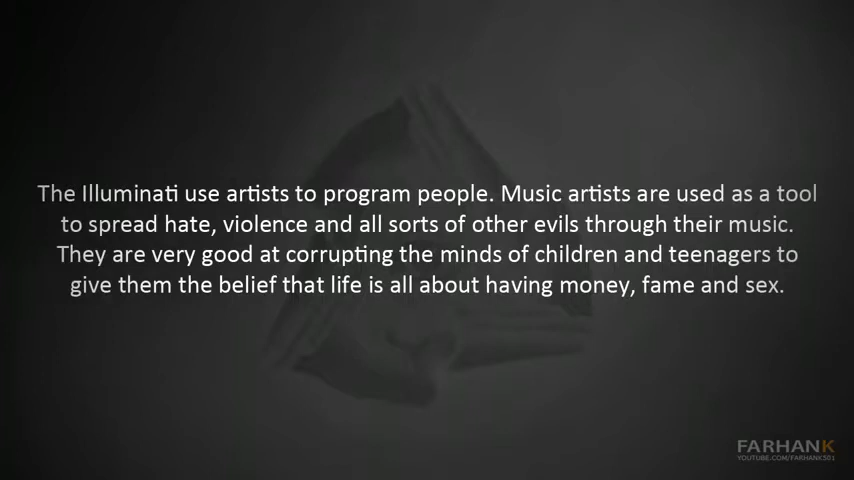 The Illuminati use artists to program people. Music artists are used as a tool
to spread hate, violence and all sorts of other evils through their music.
They are very good at corrupting the minds of children and teenagers to
give them the belief that life is all about having money, fame and sex.
FARHANK
YOUTUBE.COM/FARHANK501